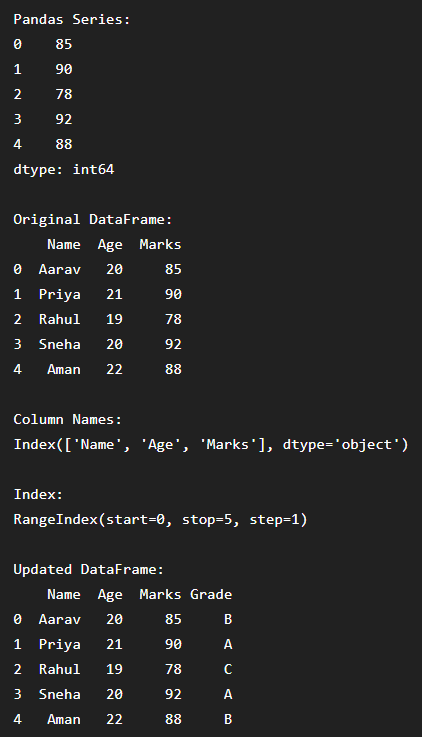 Pandas Series:
0    85
1    90
2    78
3    92
4    88
dtype: int64

Original DataFrame:
    Name  Age  Marks
0  Aarav   20     85
1  Priya   21     90
2  Rahul   19     78
3  Sneha   20     92
4   Aman   22     88

Column Names:
Index(['Name', 'Age', 'Marks'], dtype='object')

Index:
RangeIndex(start=0, stop=5, step=1)

Updated DataFrame:
    Name  Age  Marks Grade
0  Aarav   20     85     B
1  Priya   21     90     A
2  Rahul   19     78     C
3  Sneha   20     92     A
4   Aman   22     88     B